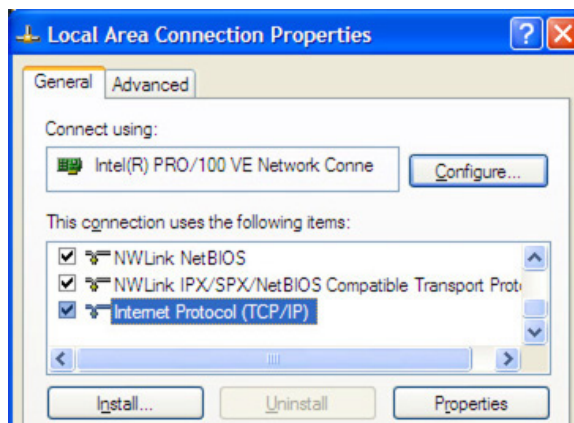 Local Area Connection Properties
General Advanced
Connect using:
Intel(R) PRO/100 VE Network Conne
Configure...
This connection uses the following items:
NWLink NetBIOS
NWLink IPX/SPX/NetBIOS Compatible Transport Proto
Internet Protocol (TCP/IP)
Install... Uninstall Properties